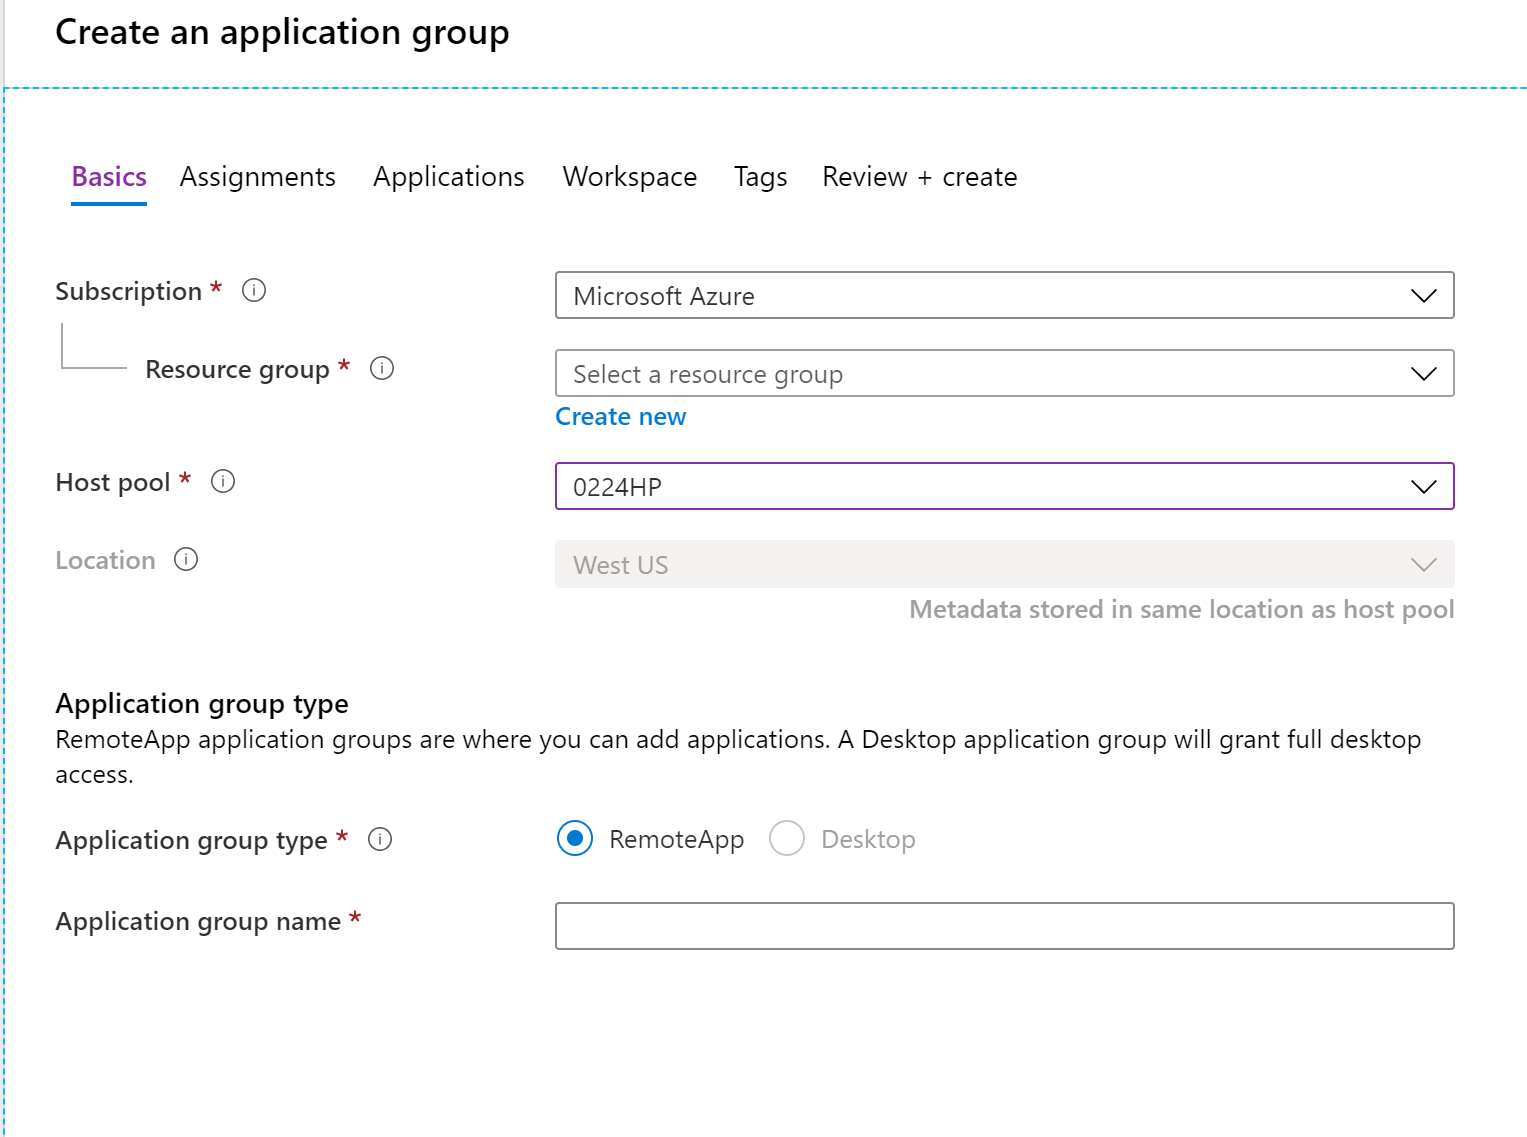 Create an application group
Basics Assignments Applications Workspace Tags Review + create
Subscription *
Microsoft Azure
Resource group *
Select a resource group
Create new
Host pool *
0224HP
Location
West US
Metadata stored in same location as host pool
Application group type
RemoteApp application groups are where you can add applications. A Desktop application group will grant full desktop
access.
Application group type *
RemoteApp Desktop
Application group name *